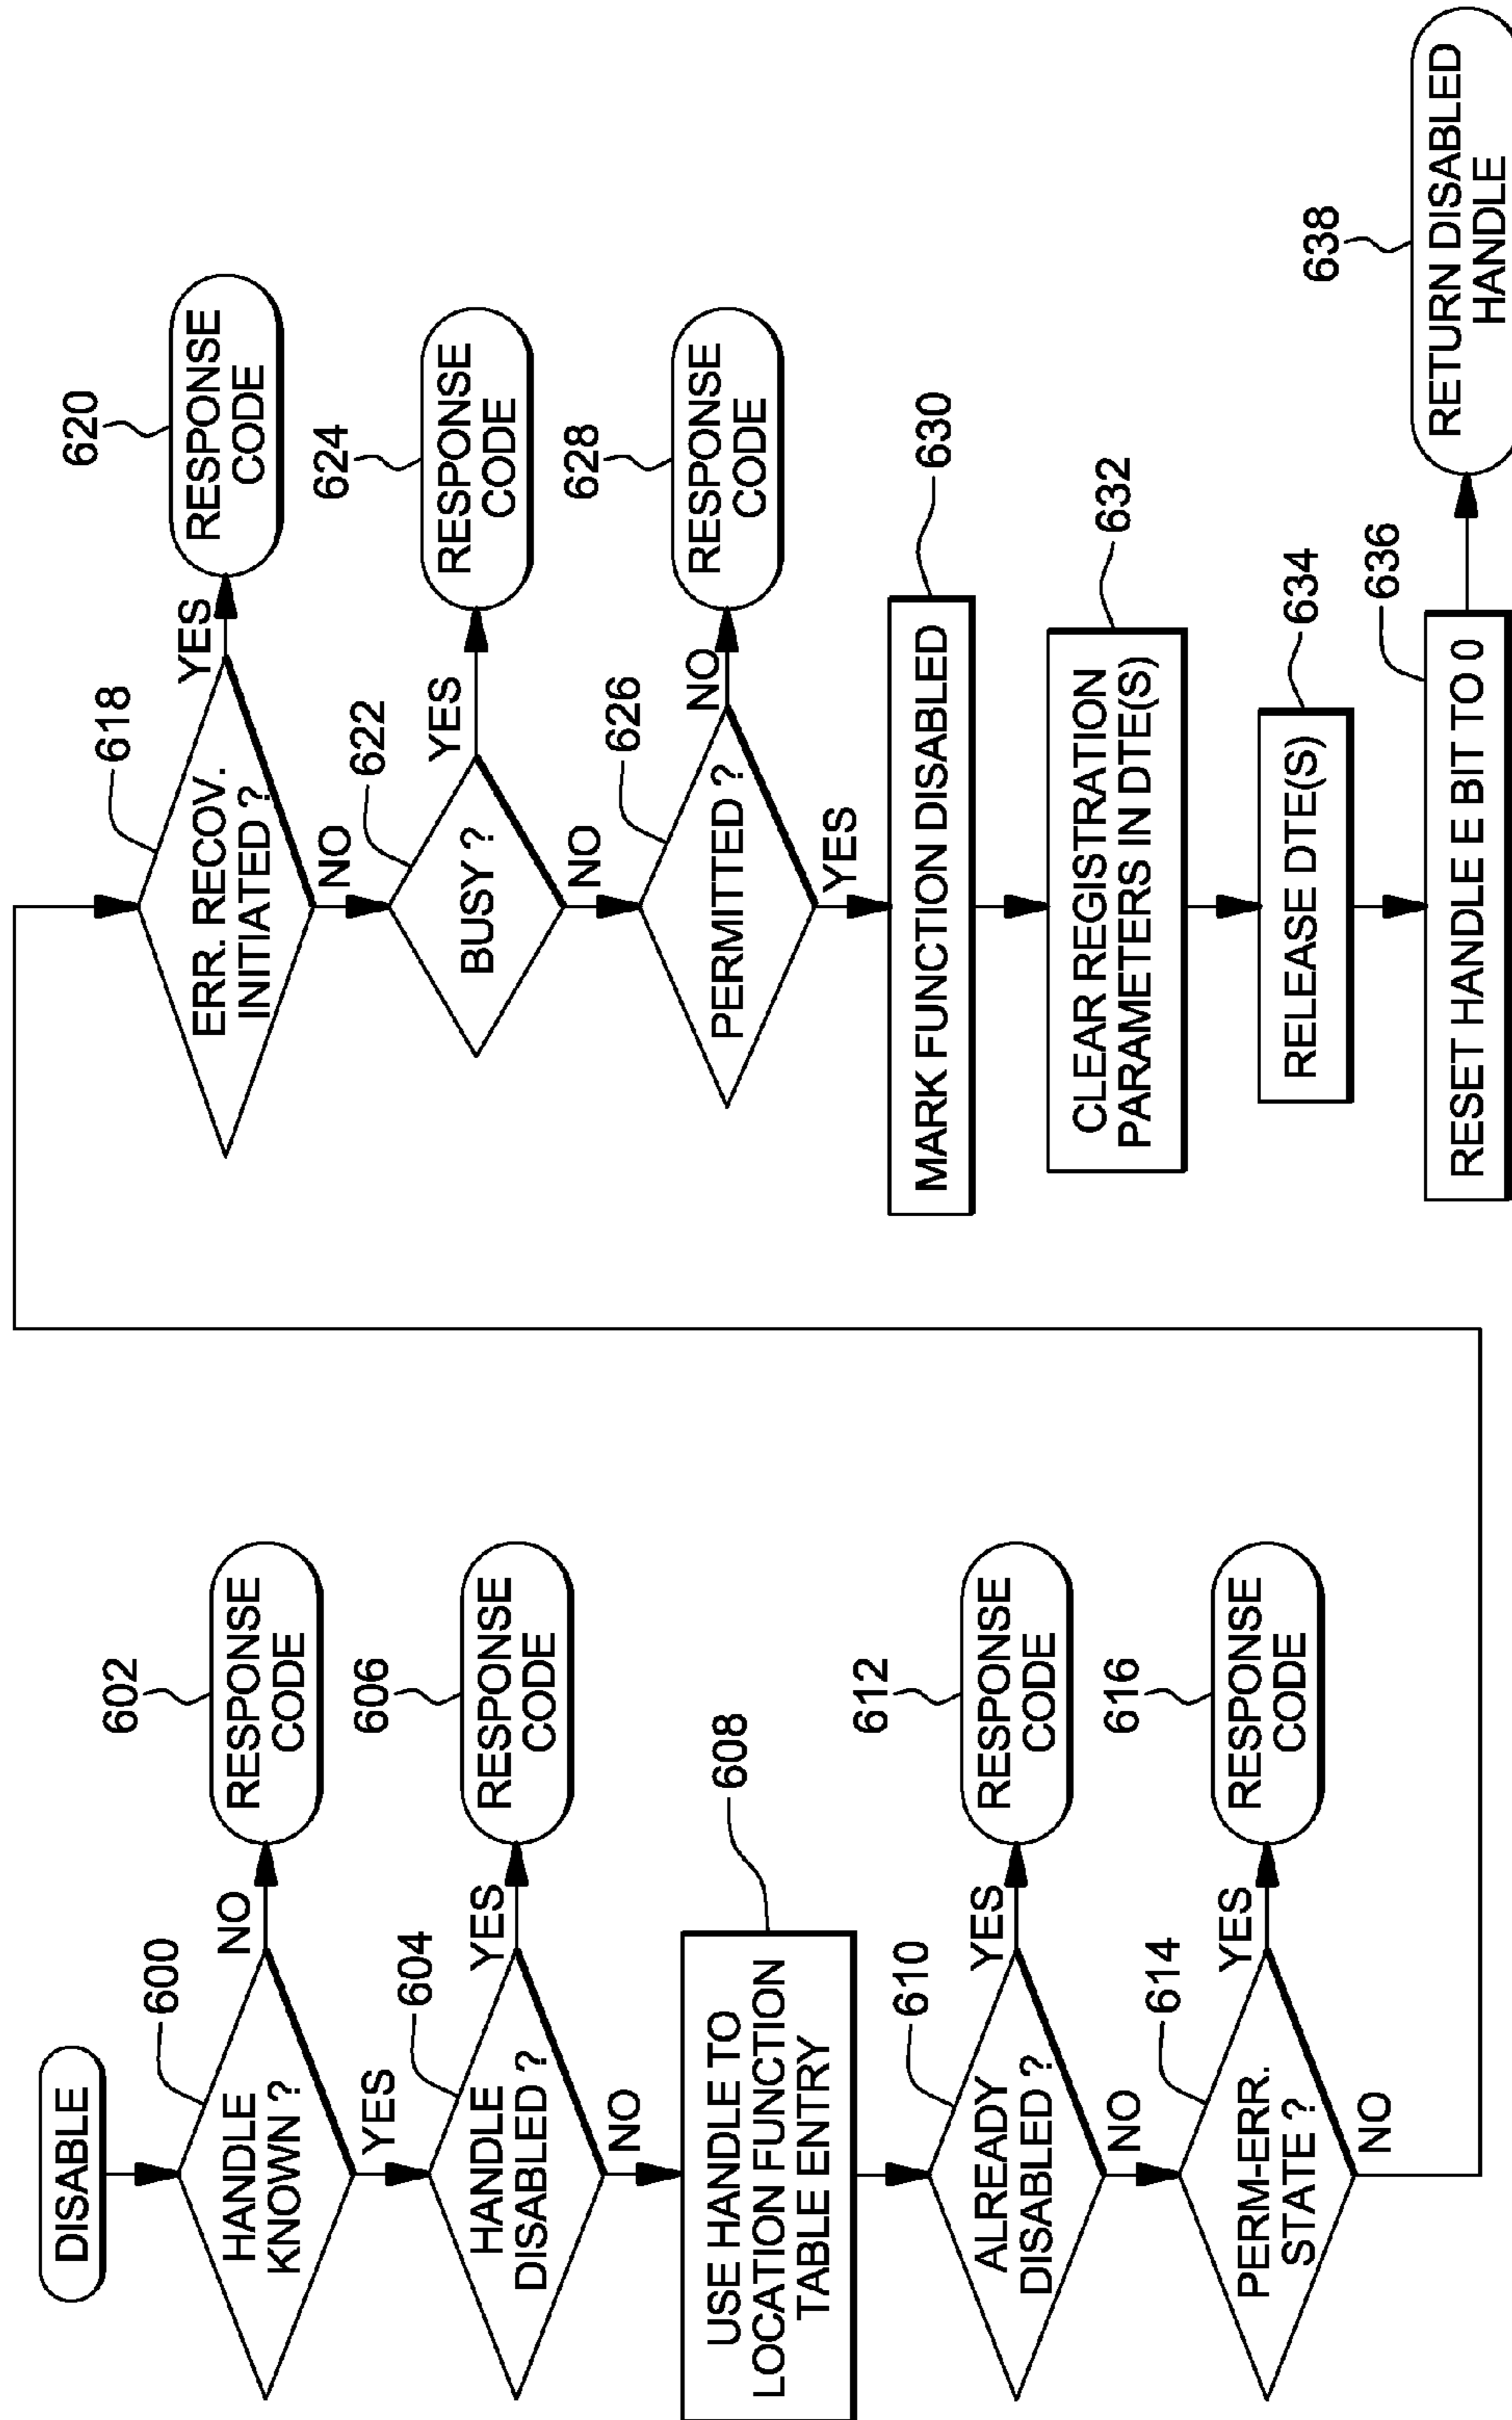 DISABLE
600
HANDLE
KNOWN ?
NO
602
RESPONSE
CODE
YES
604
HANDLE
DISABLED ?
YES
606
RESPONSE
CODE
NO
608
USE HANDLE TO
LOCATION FUNCTION
TABLE ENTRY
610
ALREADY
DISABLED ?
YES
612
RESPONSE
CODE
NO
614
PERM-ERR.
STATE ?
YES
616
RESPONSE
CODE
NO
618
ERR. RECOV.
INITIATED ?
YES
620
RESPONSE
CODE
NO
622
BUSY ?
YES
624
RESPONSE
CODE
NO
626
PERMITTED ?
NO
628
RESPONSE
CODE
YES
630
MARK FUNCTION DISABLED
632
CLEAR REGISTRATION
PARAMETERS IN DTE(S)
634
RELEASE DTE(S)
636
RESET HANDLE E BIT TO 0
638
RETURN DISABLED
HANDLE